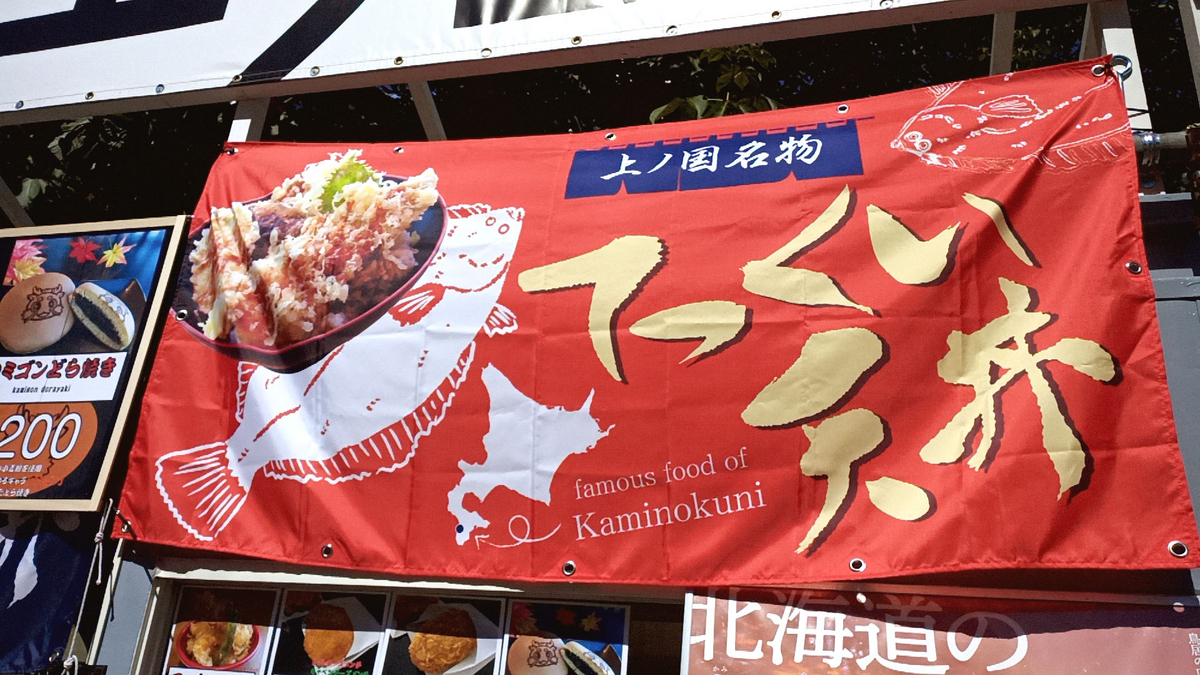 上ノ国名物
てっくい
天丼
famous food of
Kaminokuni
ミゴンどら焼き
kamigon dorayaki
200
北海道の